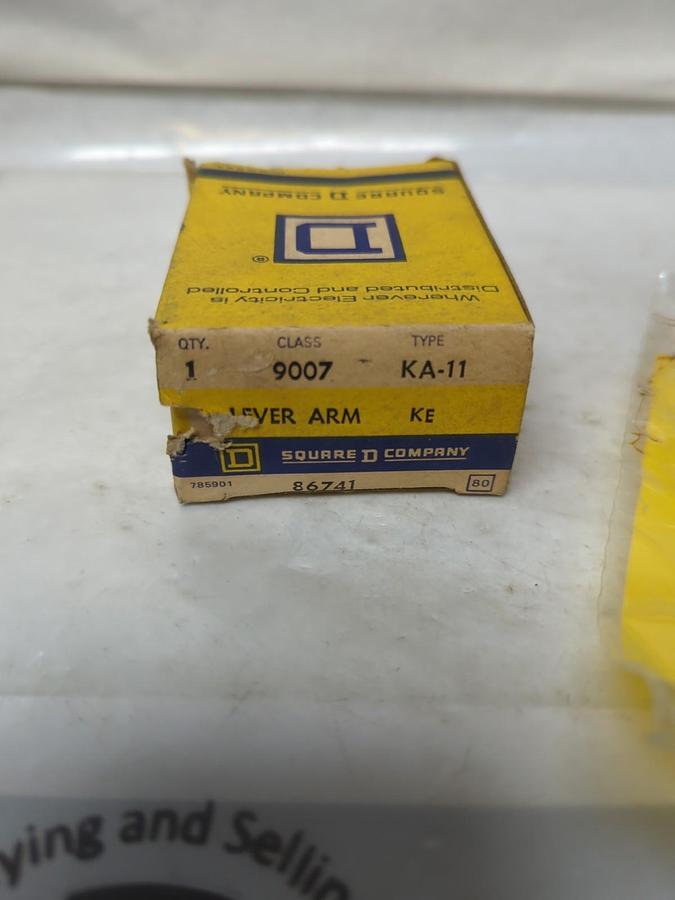 SQUARE D COMPANY
D
®
Wherever Electricity is
Distributed and Controlled
QTY. CLASS TYPE
1 9007 KA-11
LEVER ARM KE
D SQUARE D COMPANY
785901 86741 80
ying and Sellin